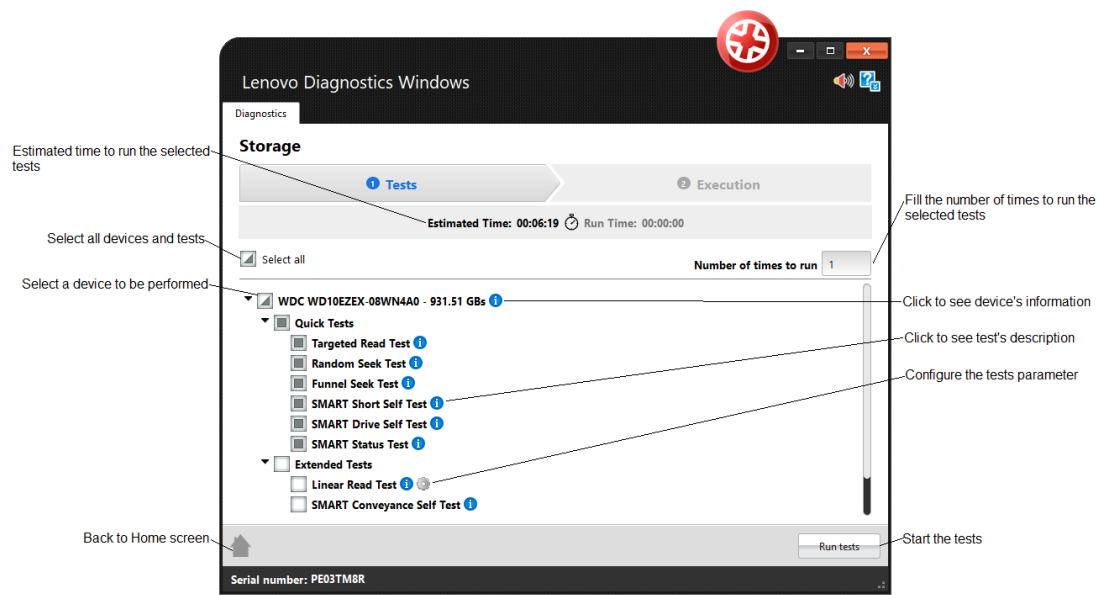 Lenovo Diagnostics Windows
Diagnostics
Storage
Estimated time to run the selected
tests
1 Tests
2 Execution
Fill the number of times to run the
selected tests
Estimated Time: 00:06:19 Run Time: 00:00:00
Select all devices and tests
Select all
Number of times to run 1
Select a device to be performed
WDC WD10EZEX-08WN4A0 - 931.51 GBs
Click to see device's information
Quick Tests
Targeted Read Test
Click to see test's description
Random Seek Test
Configure the tests parameter
Funnel Seek Test
SMART Short Self Test
SMART Drive Self Test
SMART Status Test
Extended Tests
Linear Read Test
SMART Conveyance Self Test
Back to Home screen
Run tests
Start the tests
Serial number: PE03TM8R